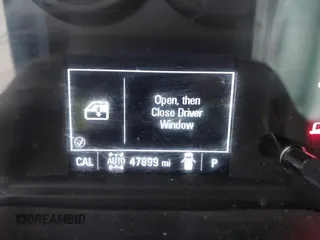 Open, then
Close Driver
Window
CAL AUTO 47899 mi P
DREAMBID